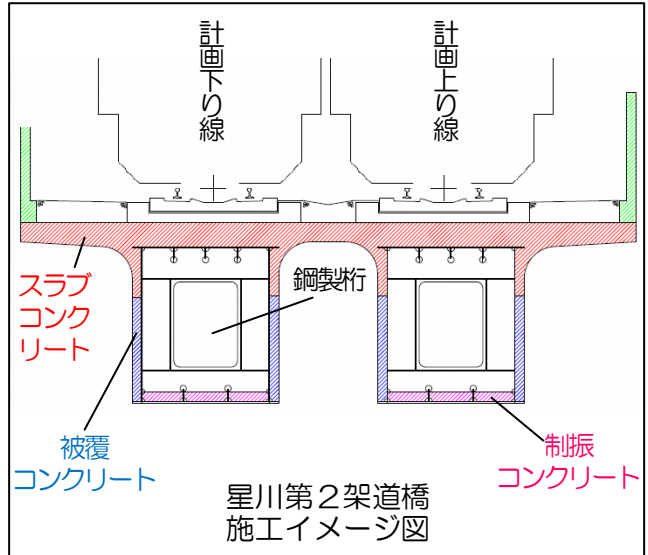 計画下り線
計画上り線
スラブ
コンク
リート
鋼製桁
被覆
コンクリート
制振
コンクリート
星川第２架道橋
施工イメージ図